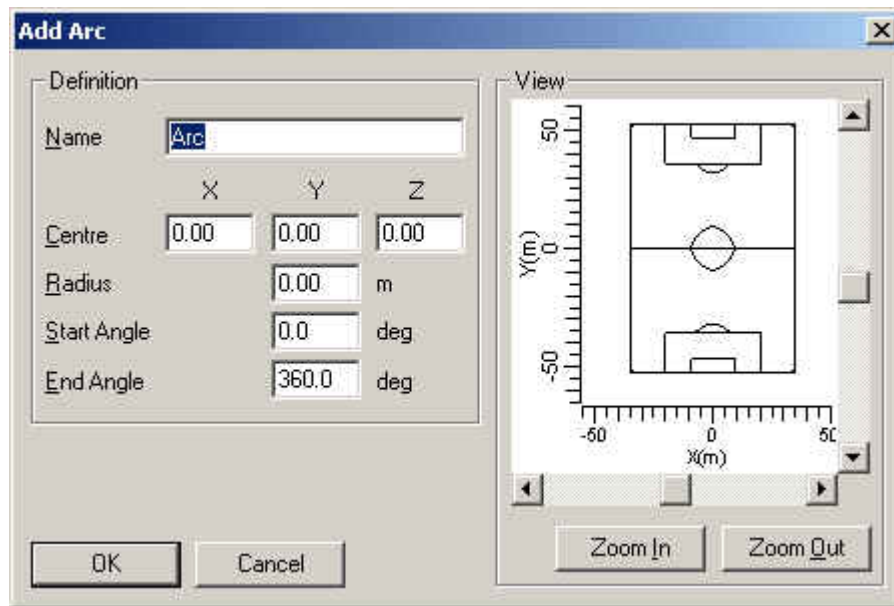 Add Arc
Definition
Name Arc
X Y Z
Centre 0.00 0.00 0.00
Radius 0.00 m
Start Angle 0.0 deg
End Angle 360.0 deg
OK Cancel
View
50
Y(m) 0
-50
-50 0 50
X(m)
Zoom In Zoom Out